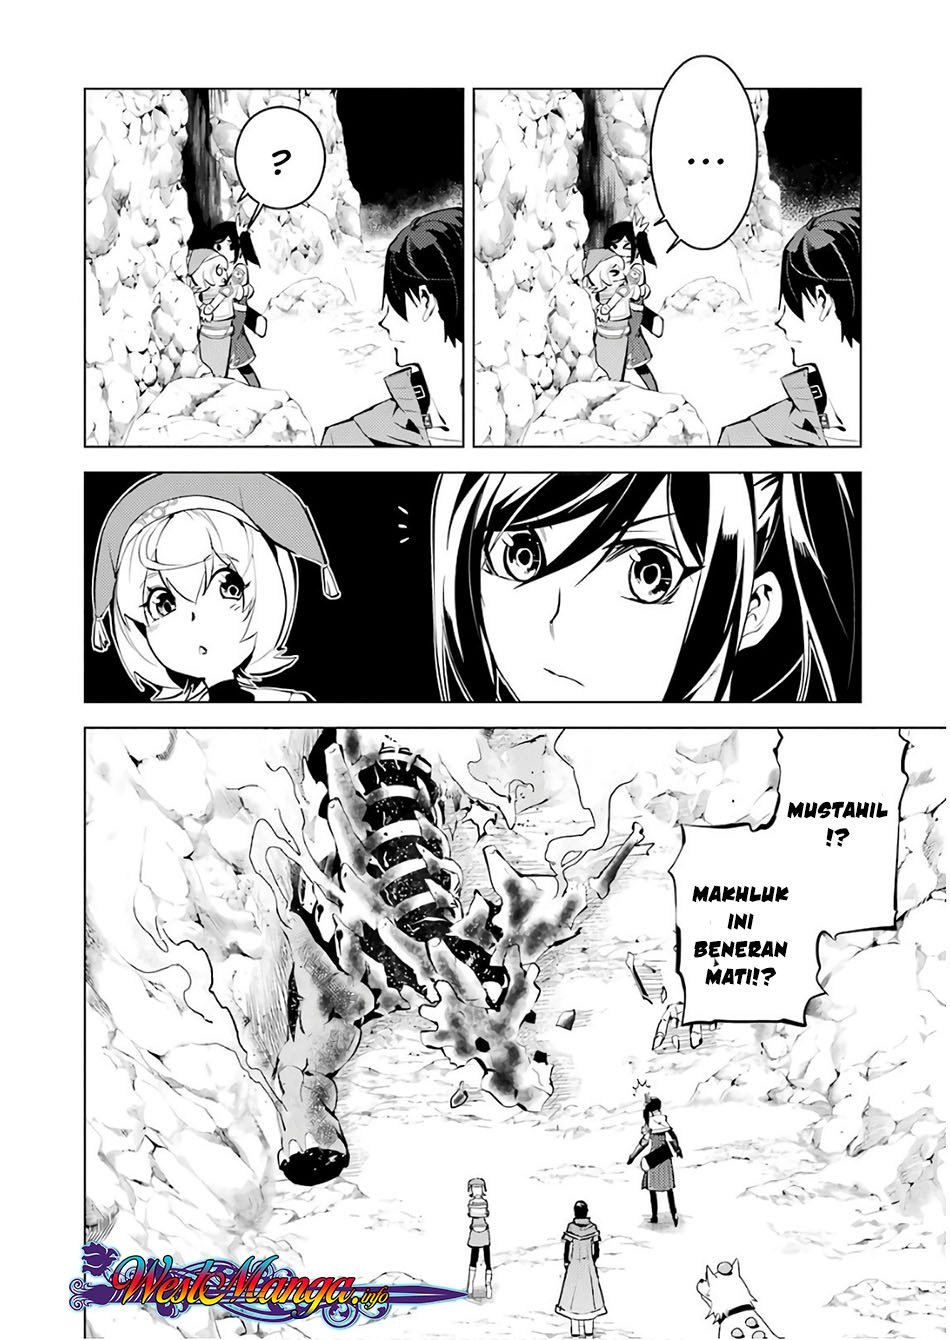 ...
?
MUSTAHIL
!?
MAKHLUK
INI
BENERAN
MATI!?
WestManga.info